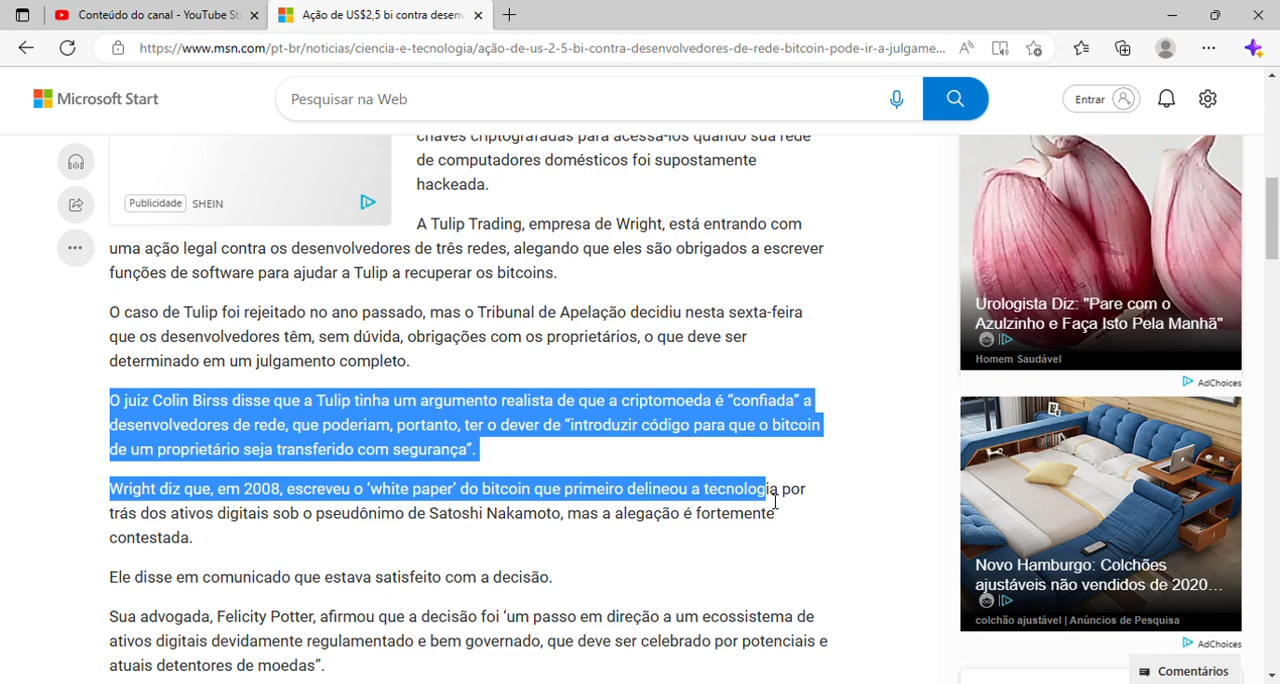 Conteúdo do canal - YouTube St
Ação de US$2,5 bi contra desen
https://www.msn.com/pt-br/noticias/ciencia-e-tecnologia/ação-de-us-2-5-bi-contra-desenvolvedores-de-rede-bitcoin-pode-ir-a-julgame...
Microsoft Start
Pesquisar na Web
Entrar
chaves criptografadas para acessá-los quando sua rede
de computadores domésticos foi supostamente
hackeada.
Publicidade SHEIN
A Tulip Trading, empresa de Wright, está entrando com
uma ação legal contra os desenvolvedores de três redes, alegando que eles são obrigados a escrever
funções de software para ajudar a Tulip a recuperar os bitcoins.
O caso de Tulip foi rejeitado no ano passado, mas o Tribunal de Apelação decidiu nesta sexta-feira
que os desenvolvedores têm, sem dúvida, obrigações com os proprietários, o que deve ser
determinado em um julgamento completo.
O juiz Colin Birss disse que a Tulip tinha um argumento realista de que a criptomoeda é “confiada” a
desenvolvedores de rede, que poderiam, portanto, ter o dever de “introduzir código para que o bitcoin
de um proprietário seja transferido com segurança”.
Wright diz que, em 2008, escreveu o ‘white paper’ do bitcoin que primeiro delineou a tecnologia por
trás dos ativos digitais sob o pseudônimo de Satoshi Nakamoto, mas a alegação é fortemente
contestada.
Ele disse em comunicado que estava satisfeito com a decisão.
Sua advogada, Felicity Potter, afirmou que a decisão foi ‘um passo em direção a um ecossistema de
ativos digitais devidamente regulamentado e bem governado, que deve ser celebrado por potenciais e
atuais detentores de moedas”.
Urologista Diz: "Pare com o
Azulzinho e Faça Isto Pela Manhã"
Homem Saudável
AdChoices
Novo Hamburgo: Colchões
ajustáveis não vendidos de 2020...
colchão ajustável | Anúncios de Pesquisa
AdChoices
Comentários